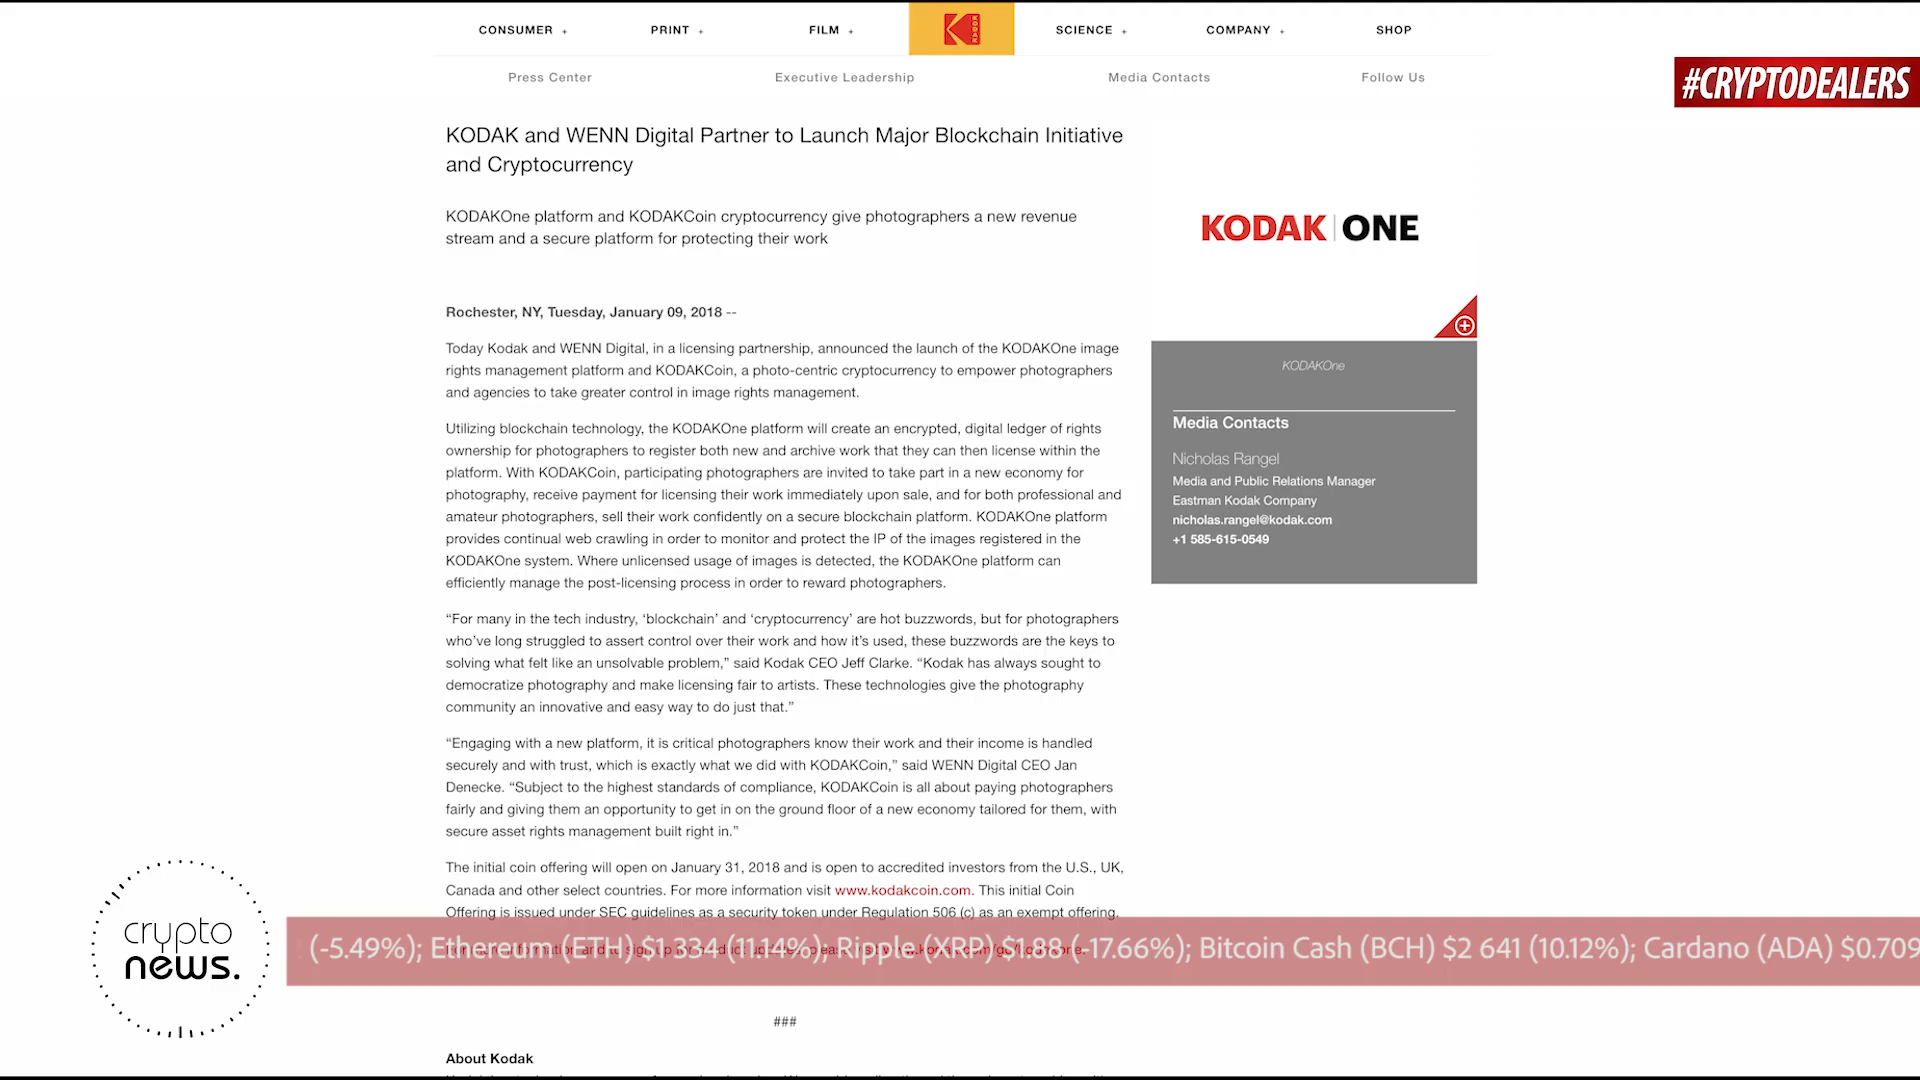 CONSUMER +
PRINT +
FILM +
KODAK
SCIENCE +
COMPANY +
SHOP
Press Center
Executive Leadership
Media Contacts
Follow Us
#CRYPTODEALERS
KODAK and WENN Digital Partner to Launch Major Blockchain Initiative
and Cryptocurrency
KODAKOne platform and KODAKCoin cryptocurrency give photographers a new revenue
stream and a secure platform for protecting their work
Rochester, NY, Tuesday, January 09, 2018 --
Today Kodak and WENN Digital, in a licensing partnership, announced the launch of the KODAKOne image
rights management platform and KODAKCoin, a photo-centric cryptocurrency to empower photographers
and agencies to take greater control in image rights management.
Utilizing blockchain technology, the KODAKOne platform will create an encrypted, digital ledger of rights
ownership for photographers to register both new and archive work that they can then license within the
platform. With KODAKCoin, participating photographers are invited to take part in a new economy for
photography, receive payment for licensing their work immediately upon sale, and for both professional and
amateur photographers, sell their work confidently on a secure blockchain platform. KODAKOne platform
provides continual web crawling in order to monitor and protect the IP of the images registered in the
KODAKOne system. Where unlicensed usage of images is detected, the KODAKOne platform can
efficiently manage the post-licensing process in order to reward photographers.
“For many in the tech industry, ‘blockchain’ and ‘cryptocurrency’ are hot buzzwords, but for photographers
who’ve long struggled to assert control over their work and how it’s used, these buzzwords are the keys to
solving what felt like an unsolvable problem,” said Kodak CEO Jeff Clarke. “Kodak has always sought to
democratize photography and make licensing fair to artists. These technologies give the photography
community an innovative and easy way to do just that.”
“Engaging with a new platform, it is critical photographers know their work and their income is handled
securely and with trust, which is exactly what we did with KODAKCoin,” said WENN Digital CEO Jan
Denecke. “Subject to the highest standards of compliance, KODAKCoin is all about paying photographers
fairly and giving them an opportunity to get in on the ground floor of a new economy tailored for them, with
secure asset rights management built right in.”
The initial coin offering will open on January 31, 2018 and is open to accredited investors from the U.S., UK,
Canada and other select countries. For more information visit www.kodakcoin.com. This initial Coin
Offering is issued under SEC guidelines as a security token under Regulation 506 (c) as an exempt offering.
###
About Kodak
KODAK | ONE
KODAKOne
Media Contacts
Nicholas Rangel
Media and Public Relations Manager
Eastman Kodak Company
nicholas.rangel@kodak.com
+1 585-615-0549
crypto
news.
(-5.49%); Ethereum (ETH) $1 334 (11.14%); Ripple (XRP) $1.88 (-17.66%); Bitcoin Cash (BCH) $2 641 (10.12%); Cardano (ADA) $0.709